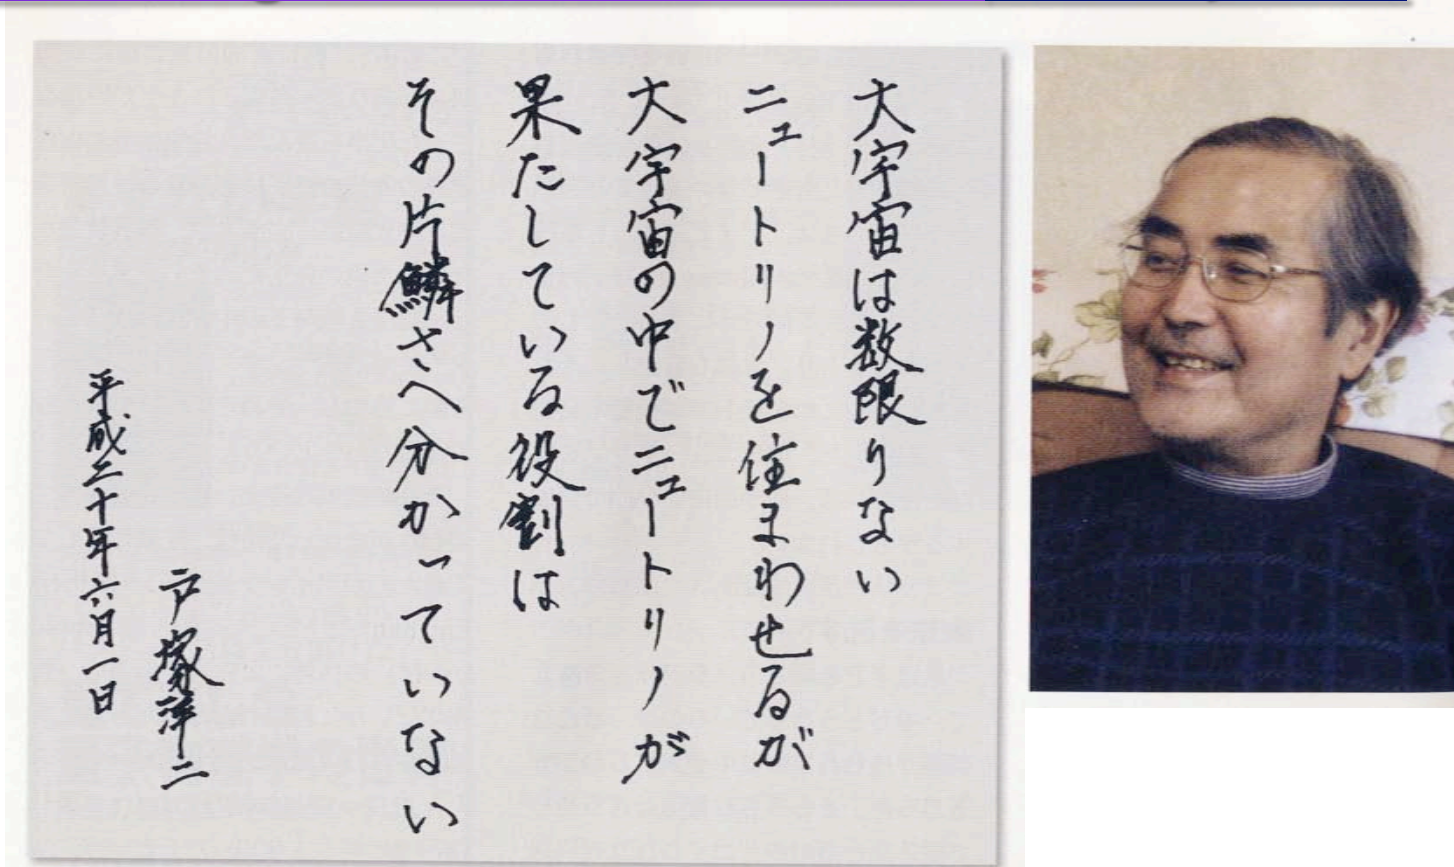 大宇宙は数限りない
ニュートリノを住まわせるが
大宇宙の中でニュートリノが
果たしている役割は
その片鱗さへ分かっていない
戸塚洋二
平成二十年六月一日